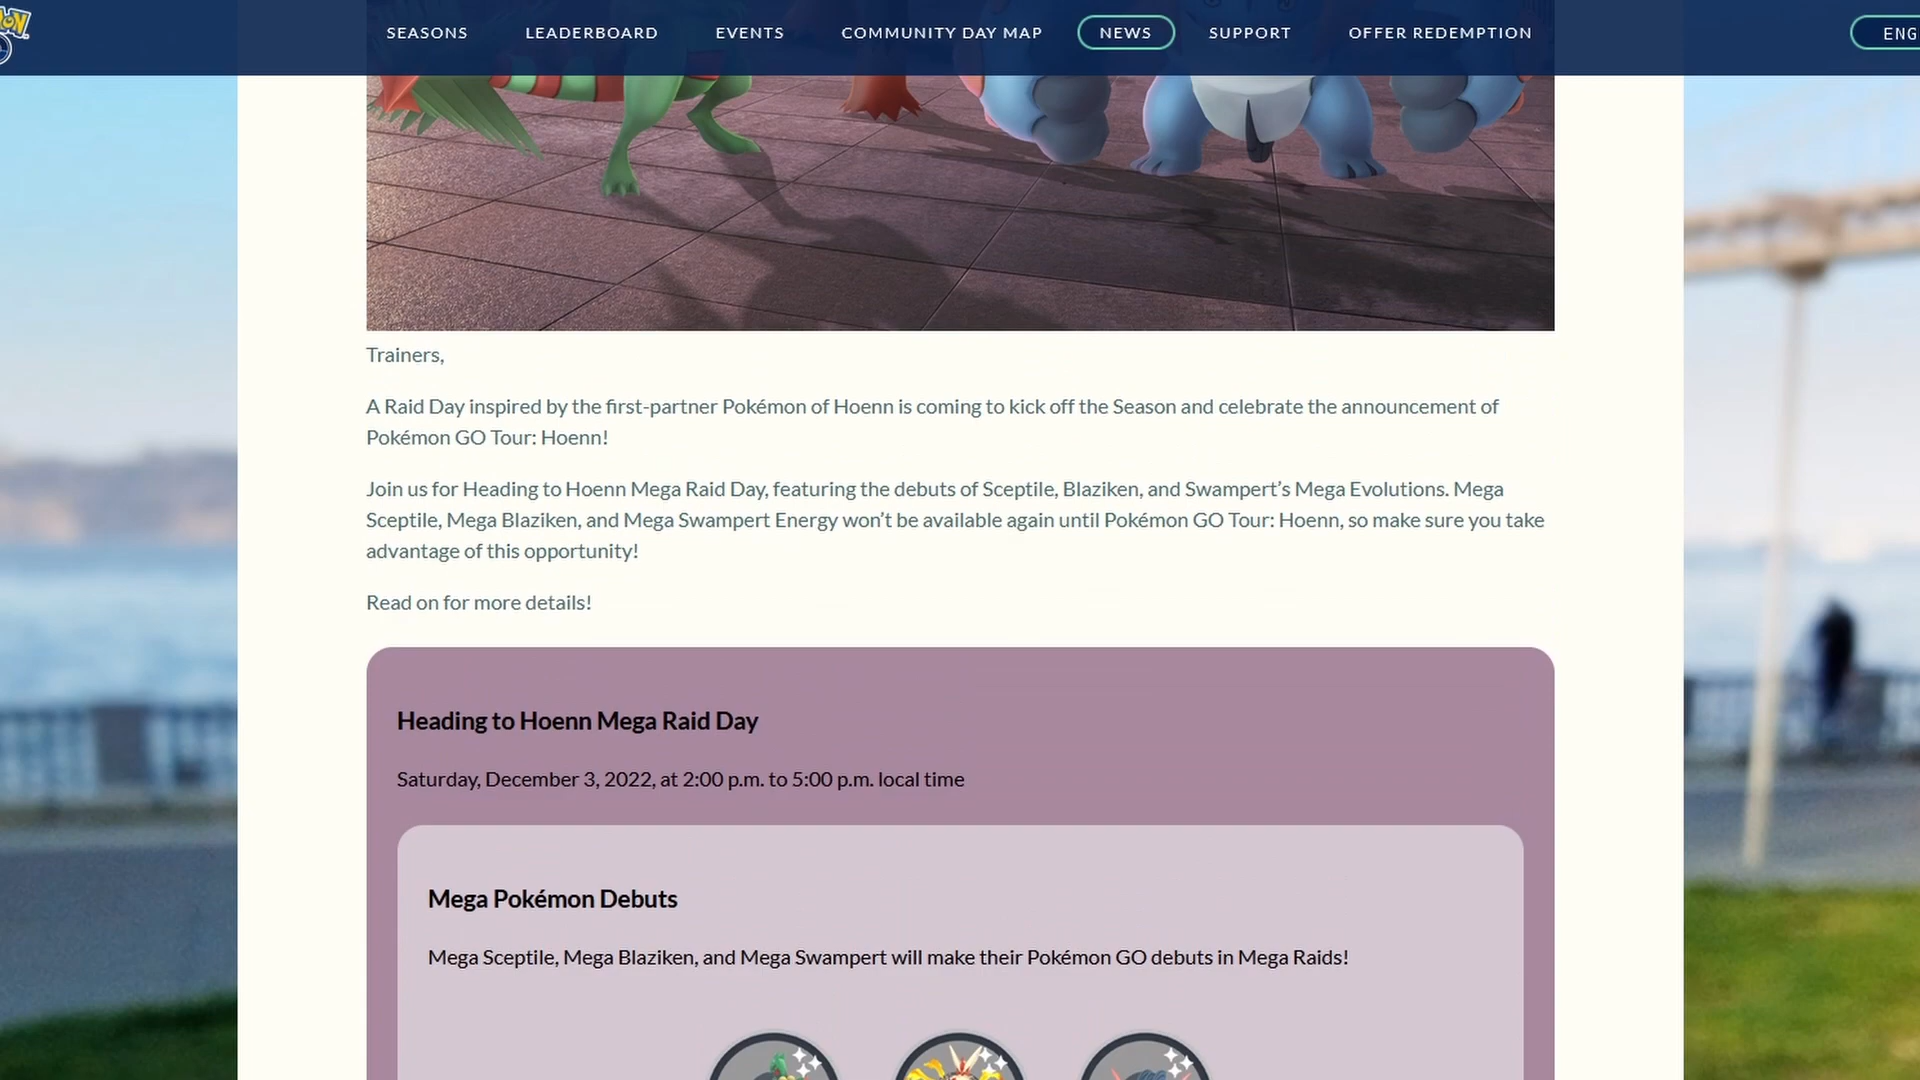 SEASONS LEADERBOARD EVENTS COMMUNITY DAY MAP NEWS SUPPORT OFFER REDEMPTION
Trainers,
A Raid Day inspired by the first-partner Pokémon of Hoenn is coming to kick off the Season and celebrate the announcement of
Pokémon GO Tour: Hoenn!
Join us for Heading to Hoenn Mega Raid Day, featuring the debuts of Sceptile, Blaziken, and Swampert’s Mega Evolutions. Mega
Sceptile, Mega Blaziken, and Mega Swampert Energy won’t be available again until Pokémon GO Tour: Hoenn, so make sure you take
advantage of this opportunity!
Read on for more details!
Heading to Hoenn Mega Raid Day
Saturday, December 3, 2022, at 2:00 p.m. to 5:00 p.m. local time
Mega Pokémon Debuts
Mega Sceptile, Mega Blaziken, and Mega Swampert will make their Pokémon GO debuts in Mega Raids!